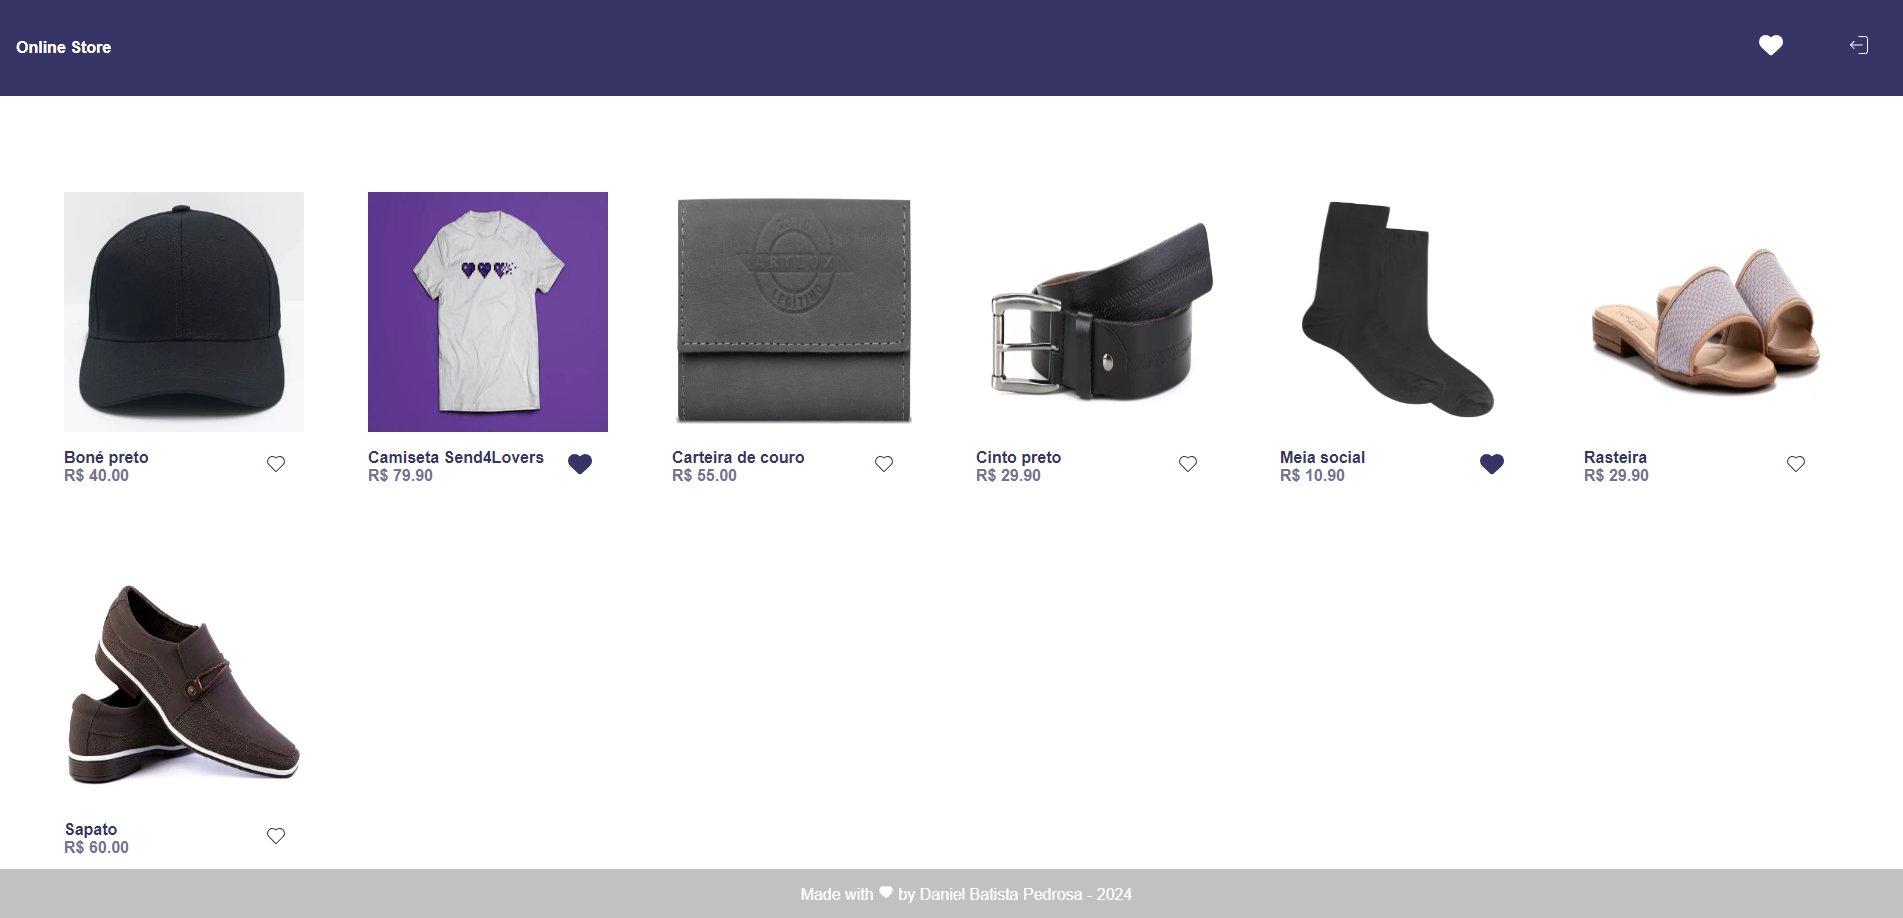 Online Store
ARTLUX
LEGITIMO
Boné preto
R$ 40.00
Camiseta Send4Lovers
R$ 79.90
Carteira de couro
R$ 55.00
Cinto preto
R$ 29.90
Meia social
R$ 10.90
Rasteira
R$ 29.90
Sapato
R$ 60.00
Made with by Daniel Batista Pedrosa - 2024